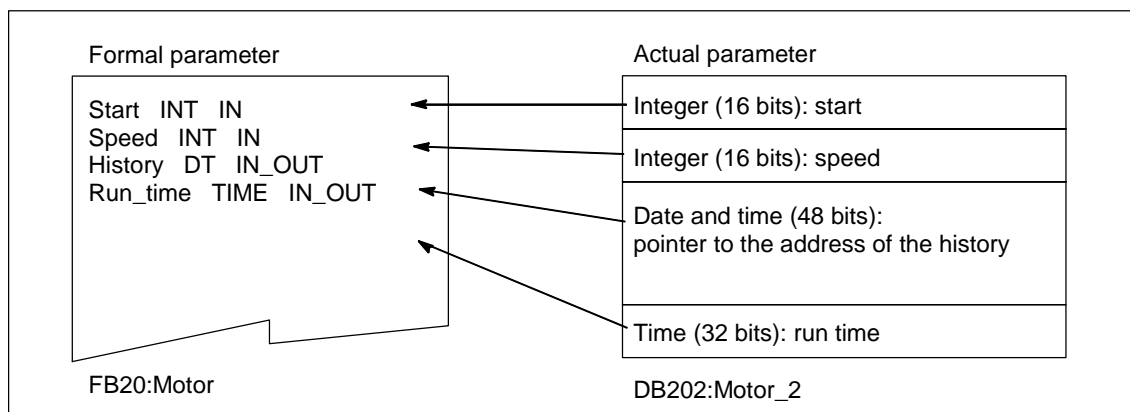 Formal parameter
Start INT IN
Speed INT IN
History DT IN_OUT
Run_time TIME IN_OUT
FB20:Motor
Actual parameter
Integer (16 bits): start
Integer (16 bits): speed
Date and time (48 bits):
pointer to the address of the history
Time (32 bits): run time
DB202:Motor_2